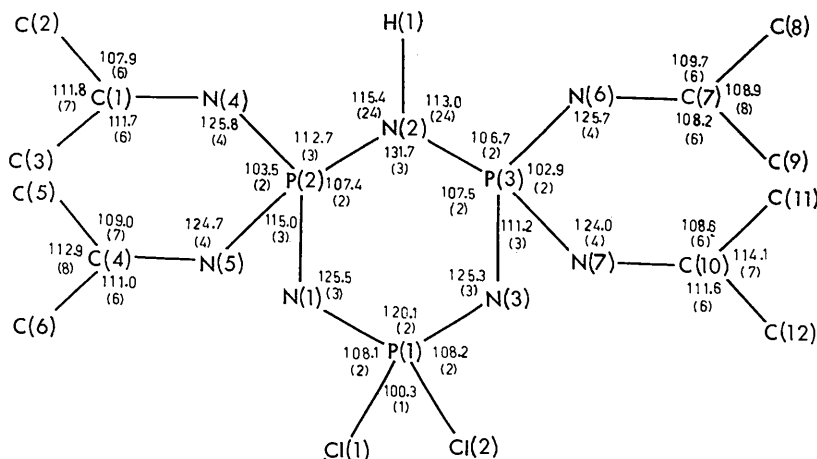 H(1)
C(2) C(8)
107.9 (6) 109.7 (6)
111.8 (7) C(1) N(4) 115.4 (24) 113.0 (24) N(6) C(7) 108.9 (8)
111.7 (6) 125.8 (4) N(2) 125.7 (4) 108.2 (6)
C(3) 112.7 (3) 131.7 (3) 106.7 (2) C(9)
C(5) 103.5 (2) P(2) 107.4 (2) 107.5 (2) P(3) 102.9 (2) C(11)
109.0 (7) 124.7 (4) 115.0 (3) 111.2 (3) 124.0 (4) 108.6 (6)
112.9 (8) C(4) N(5) N(7) C(10) 114.1 (7)
111.0 (6) 111.6 (6)
C(6) N(1) 125.5 (3) 125.3 (3) N(3) C(12)
120.1 (2)
108.1 (2) P(1) 108.2 (2)
100.3 (1)
Cl(1) Cl(2)